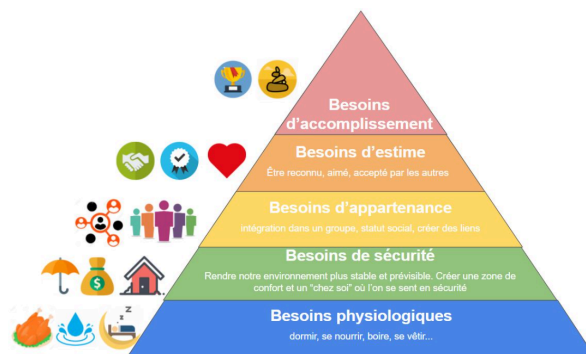 Besoins
d'accomplissement
Besoins d'estime
Être reconnu, aimé, accepté par les autres
Besoins d'appartenance
intégration dans un groupe, statut social, créer des liens
Besoins de sécurité
Rendre notre environnement plus stable et prévisible. Créer une zone de
confort et un "chez soi" où l'on se sent en sécurité
Besoins physiologiques
dormir, se nourrir, boire, se vêtir...